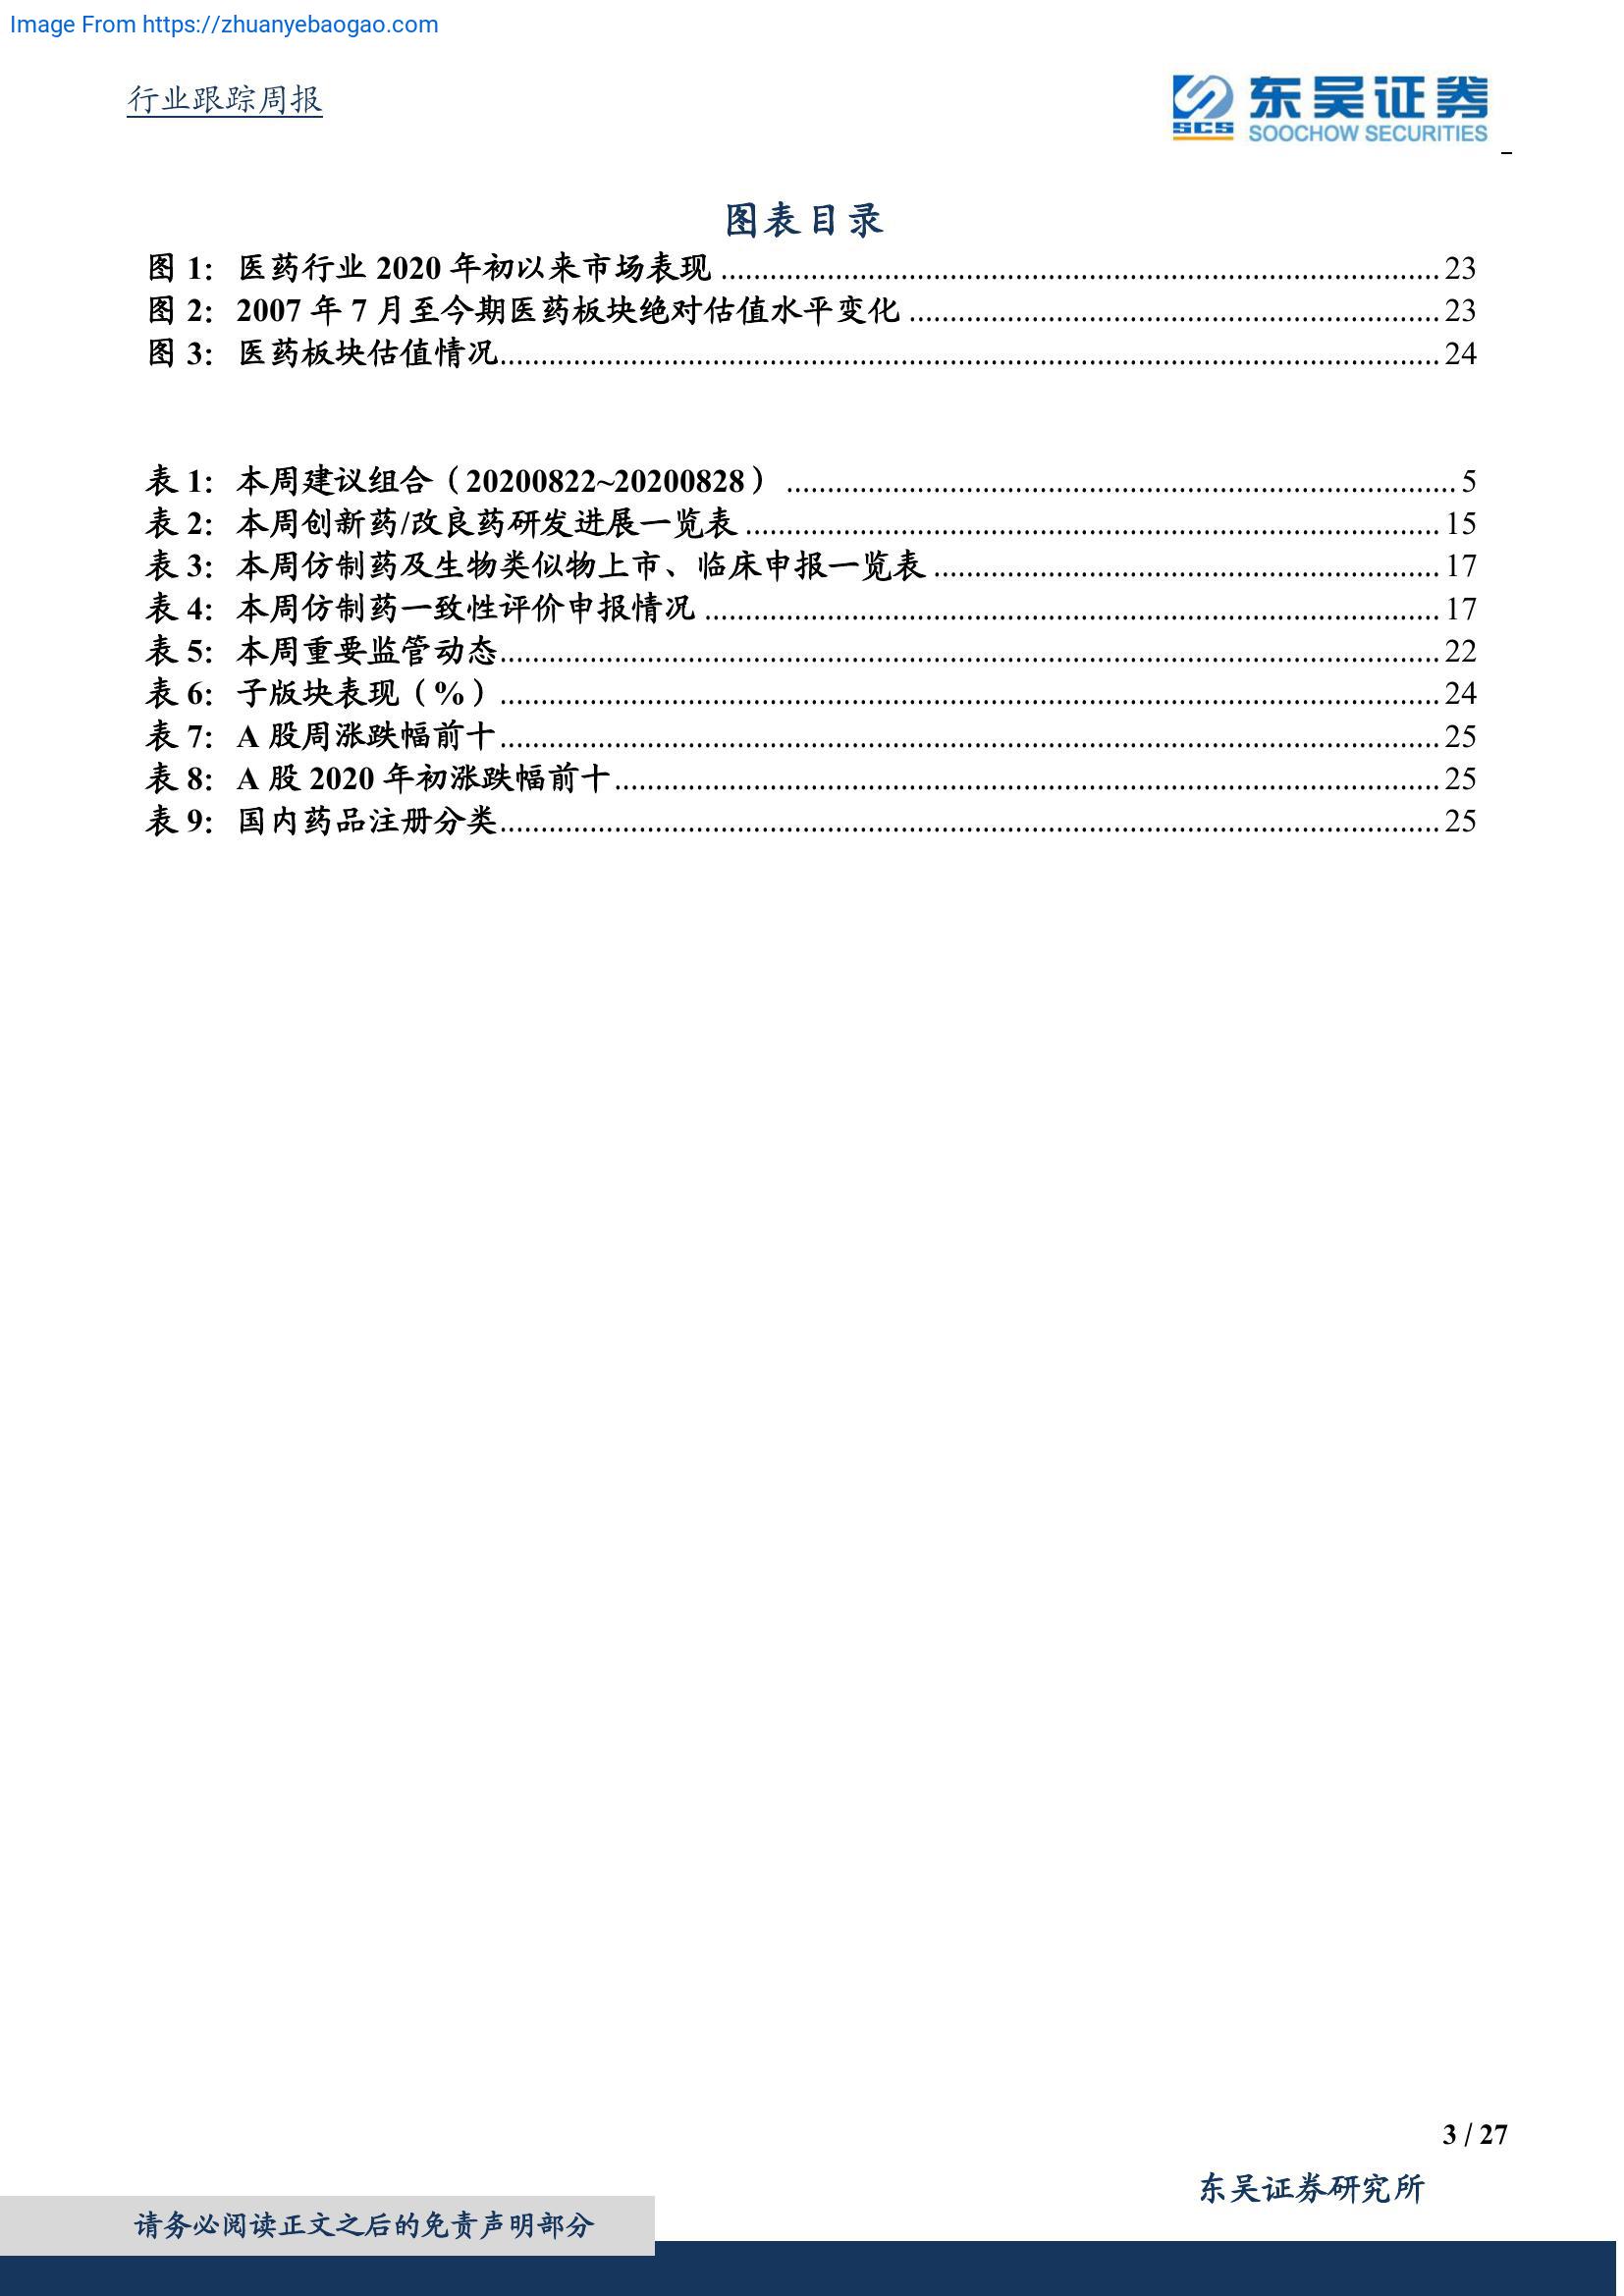 Image From https://zhuanyebaogao.com
行业跟踪周报
东吴证券
SCS
SOOCHOW SECURITIES
图表目录
图 1： 医药行业 2020 年初以来市场表现 ........................................ 23
图 2： 2007 年 7 月至今期医药板块绝对估值水平变化 ........................................ 23
图 3： 医药板块估值情况........................................ 24
表 1： 本周建议组合（20200822~20200828） ........................................ 5
表 2： 本周创新药/改良药研发进展一览表 ........................................ 15
表 3： 本周仿制药及生物类似物上市、临床申报一览表 ........................................ 17
表 4： 本周仿制药一致性评价申报情况 ........................................ 17
表 5： 本周重要监管动态........................................ 22
表 6： 子版块表现（%）........................................ 24
表 7： A 股周涨跌幅前十........................................ 25
表 8： A 股 2020 年初涨跌幅前十........................................ 25
表 9： 国内药品注册分类........................................ 25
3 / 27
东吴证券研究所
请务必阅读正文之后的免责声明部分